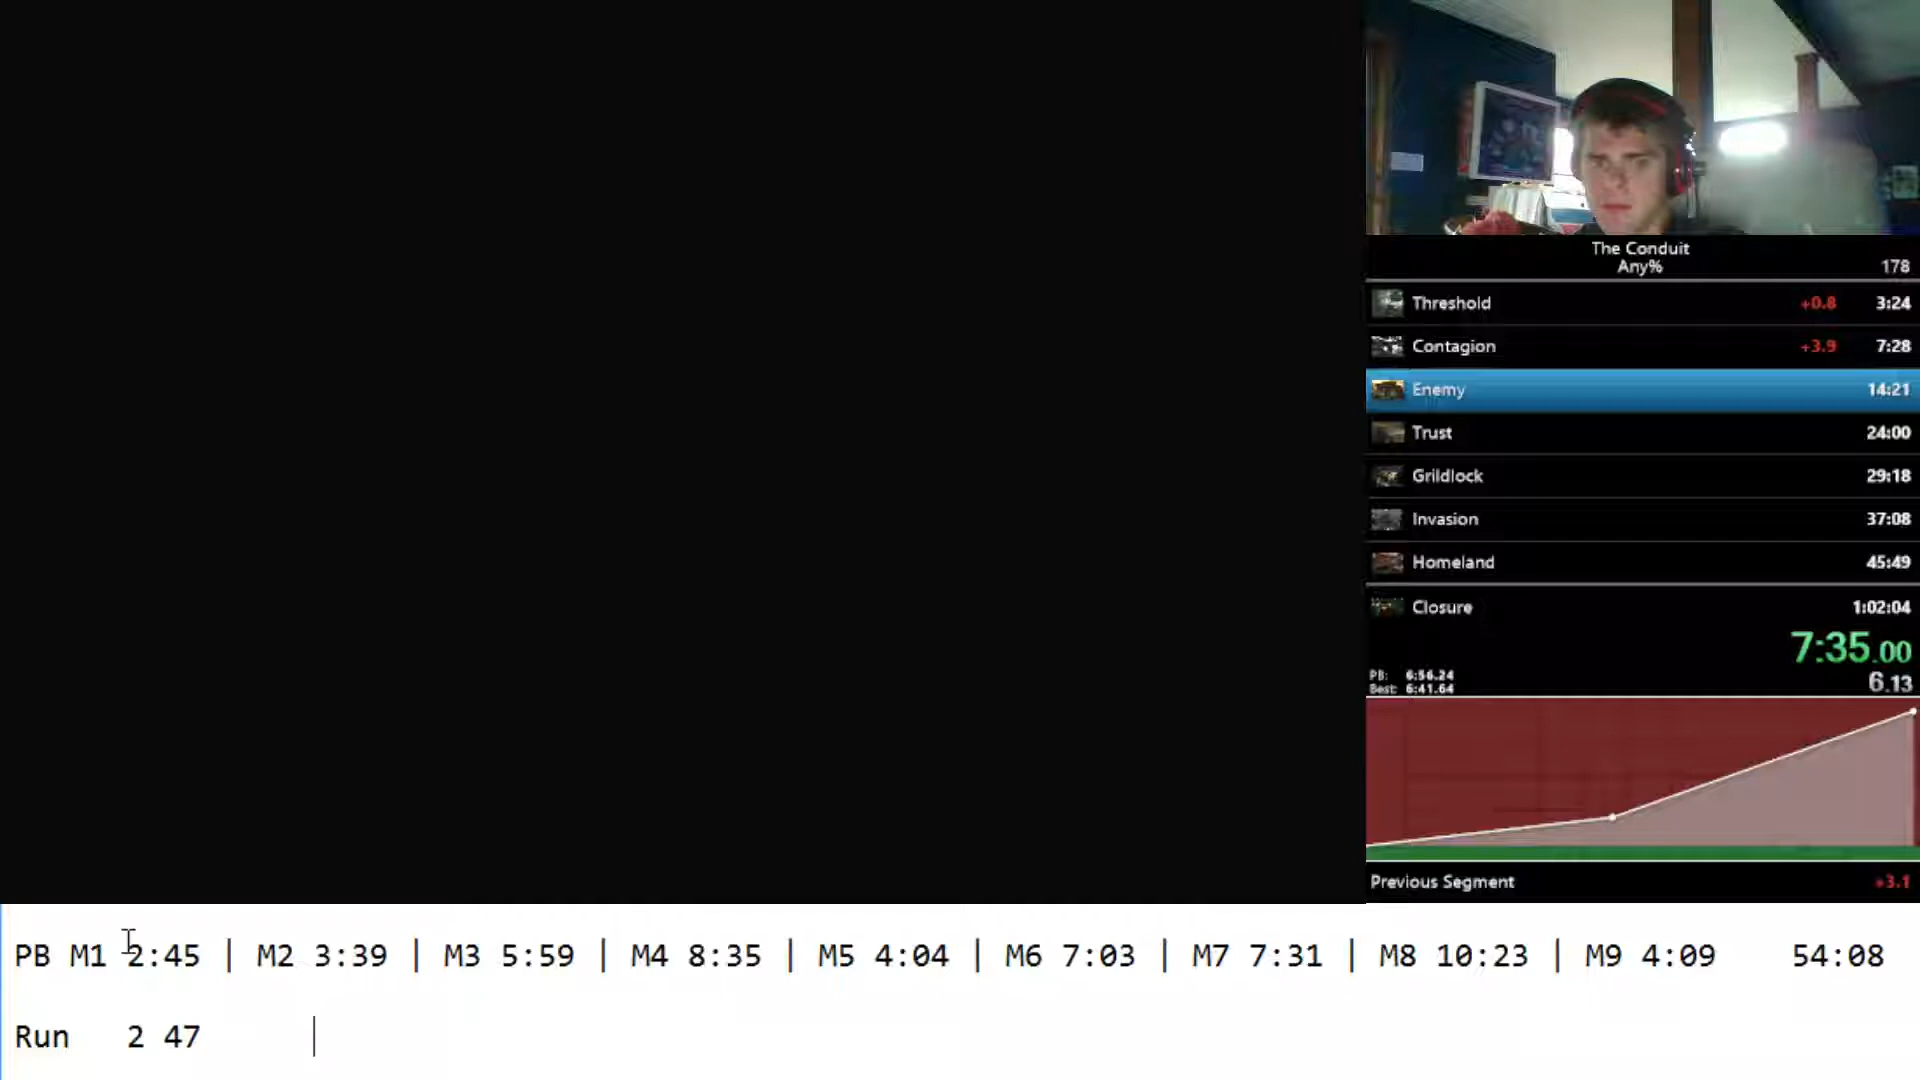 The Conduit
Any%
178
Threshold +0.8 3:24
Contagion +3.9 7:28
Enemy 14:21
Trust 24:00
Grildlock 29:18
Invasion 37:08
Homeland 45:49
Closure 1:02:04
7:35.00
PB: 6:56.24
Best: 6:41.64
6.13
Previous Segment +3.1
PB M1 2:45 | M2 3:39 | M3 5:59 | M4 8:35 | M5 4:04 | M6 7:03 | M7 7:31 | M8 10:23 | M9 4:09 54:08
Run 2 47